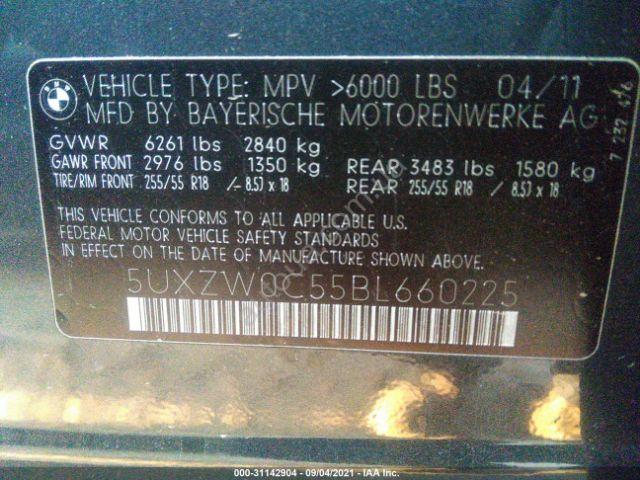 VEHICLE TYPE: MPV >6000 LBS 04/11
MFD BY BAYERISCHE MOTORENWERKE AG
GVWR 6261 lbs 2840 kg
GAWR FRONT 2976 lbs 1350 kg REAR 3483 lbs 1580 kg
TIRE/RIM FRONT 255/55 R18 /- 8.5J x 18 REAR 255/55 R18 / 8.5J x 18
THIS VEHICLE CONFORMS TO ALL APPLICABLE U.S.
FEDERAL MOTOR VEHICLE SAFETY STANDARDS
IN EFFECT ON THE DATE OF MANUFACTURE SHOWN ABOVE.
5UXZW0C55BL660225
7 232 476
000-31142904 - 09/04/2021 - IAA Inc.